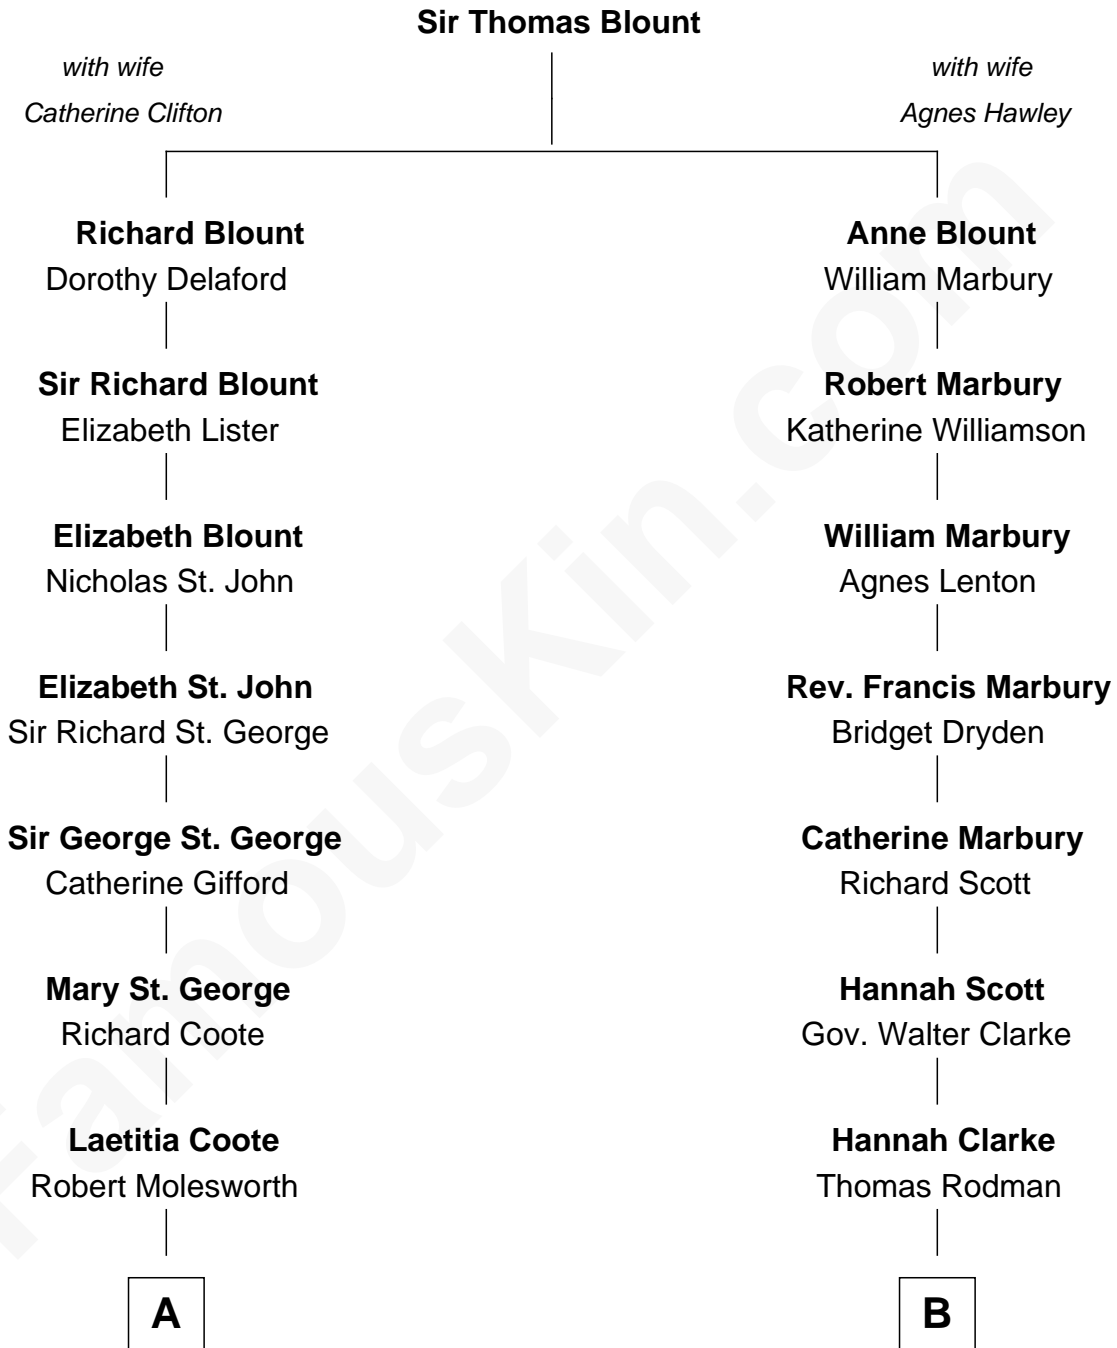 Sir Thomas Blount
with wife
Catherine Clifton
with wife
Agnes Hawley
Richard Blount
Dorothy Delaford
Anne Blount
William Marbury
Sir Richard Blount
Elizabeth Lister
Robert Marbury
Katherine Williamson
Elizabeth Blount
Nicholas St. John
William Marbury
Agnes Lenton
Elizabeth St. John
Sir Richard St. George
Rev. Francis Marbury
Bridget Dryden
Sir George St. George
Catherine Gifford
Catherine Marbury
Richard Scott
Mary St. George
Richard Coote
Hannah Scott
Gov. Walter Clarke
Laetitia Coote
Robert Molesworth
Hannah Clarke
Thomas Rodman
A
B
FamousKin.com